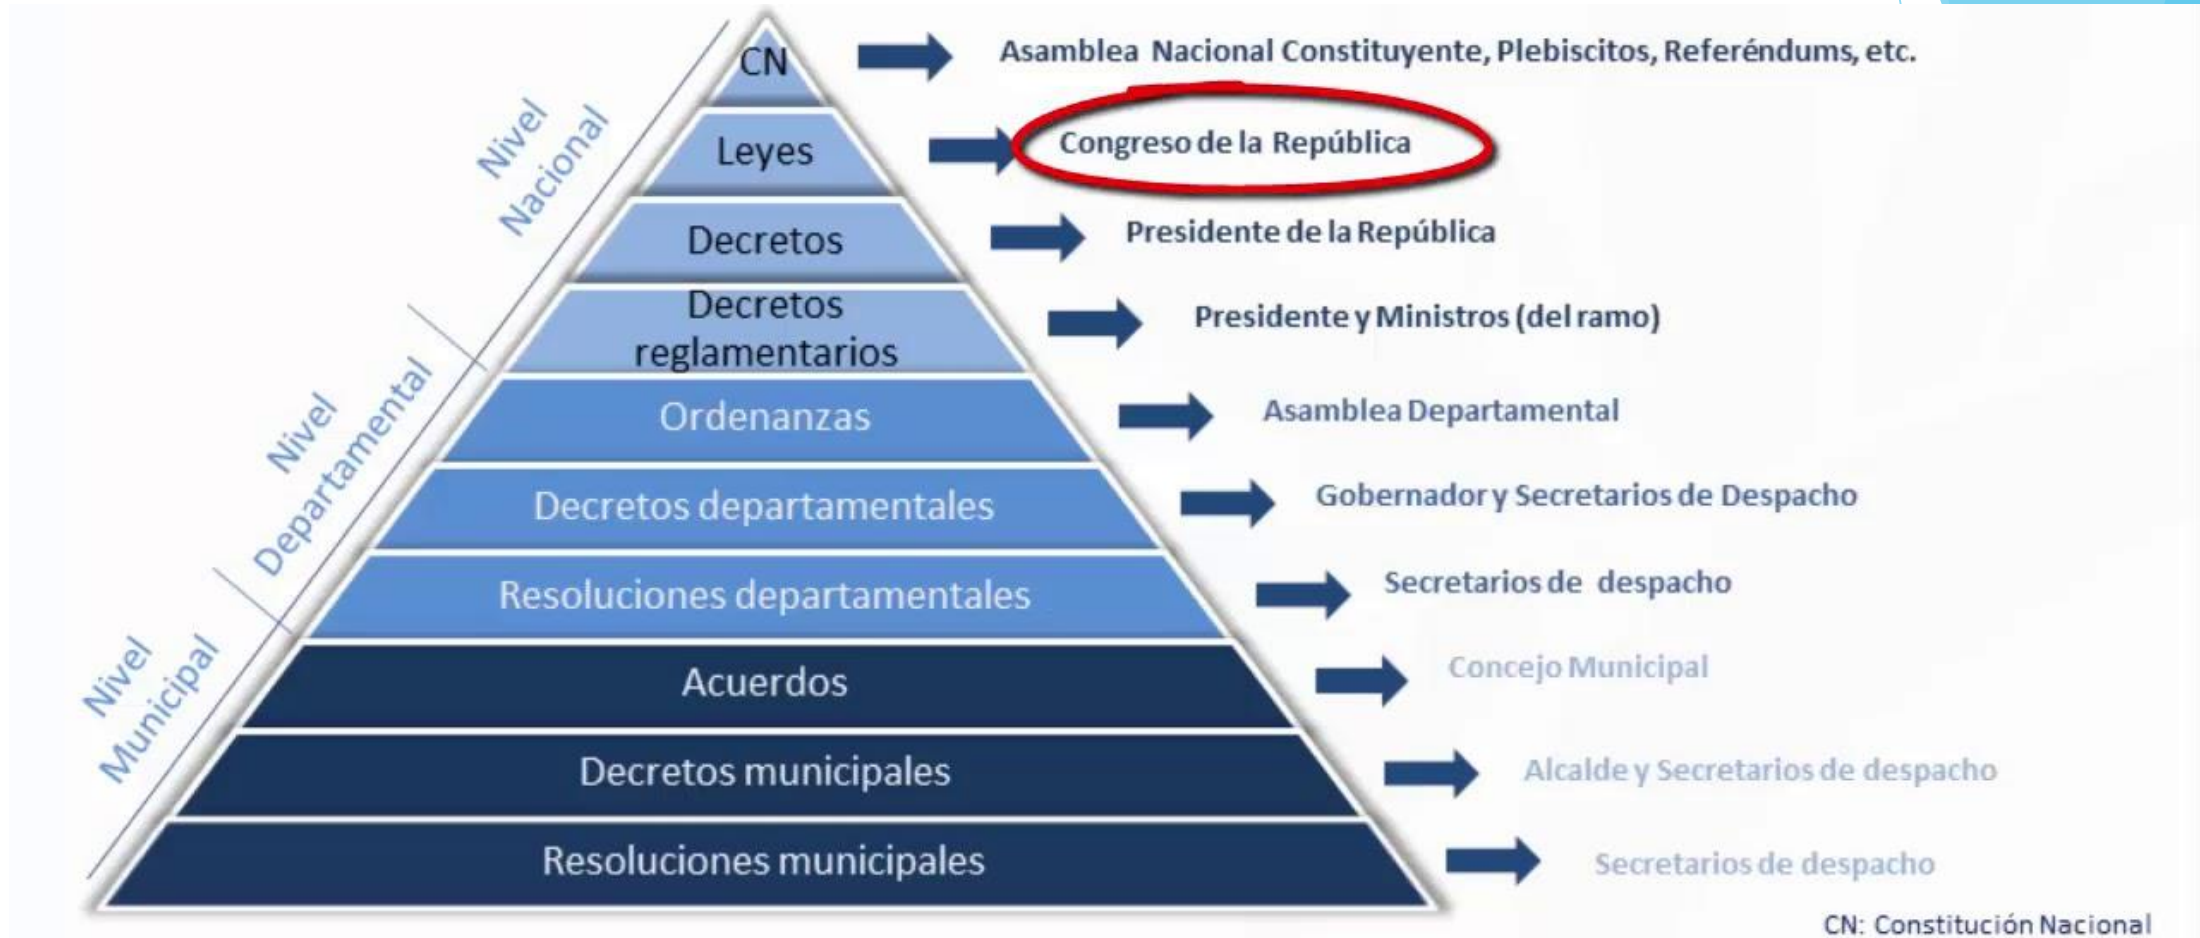 CN
Asamblea Nacional Constituyente, Plebiscitos, Referéndums, etc.
Nivel
Nacional
Leyes
Congreso de la República
Decretos
Presidente de la República
Decretos
reglamentarios
Presidente y Ministros (del ramo)
Nivel
Departamental
Ordenanzas
Asamblea Departamental
Decretos departamentales
Gobernador y Secretarios de Despacho
Resoluciones departamentales
Secretarios de despacho
Nivel
Municipal
Acuerdos
Concejo Municipal
Decretos municipales
Alcalde y Secretarios de despacho
Resoluciones municipales
Secretarios de despacho
CN: Constitución Nacional